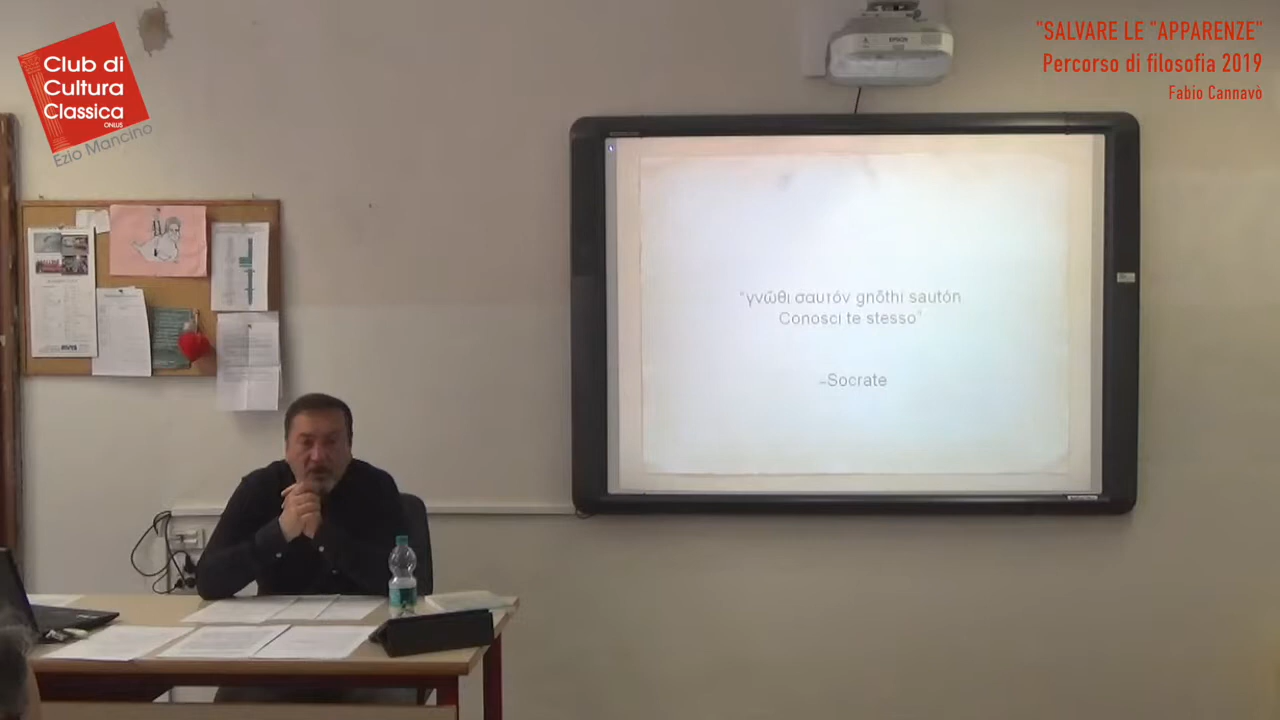 Club di
Cultura
Classica
ONLUS
Ezio Mancino
"SALVARE LE "APPARENZE"
Percorso di filosofia 2019
Fabio Cannavò
EPSON
"γνῶθι σαυτόν gnōthi sautón
Conosci te stesso"
–Socrate